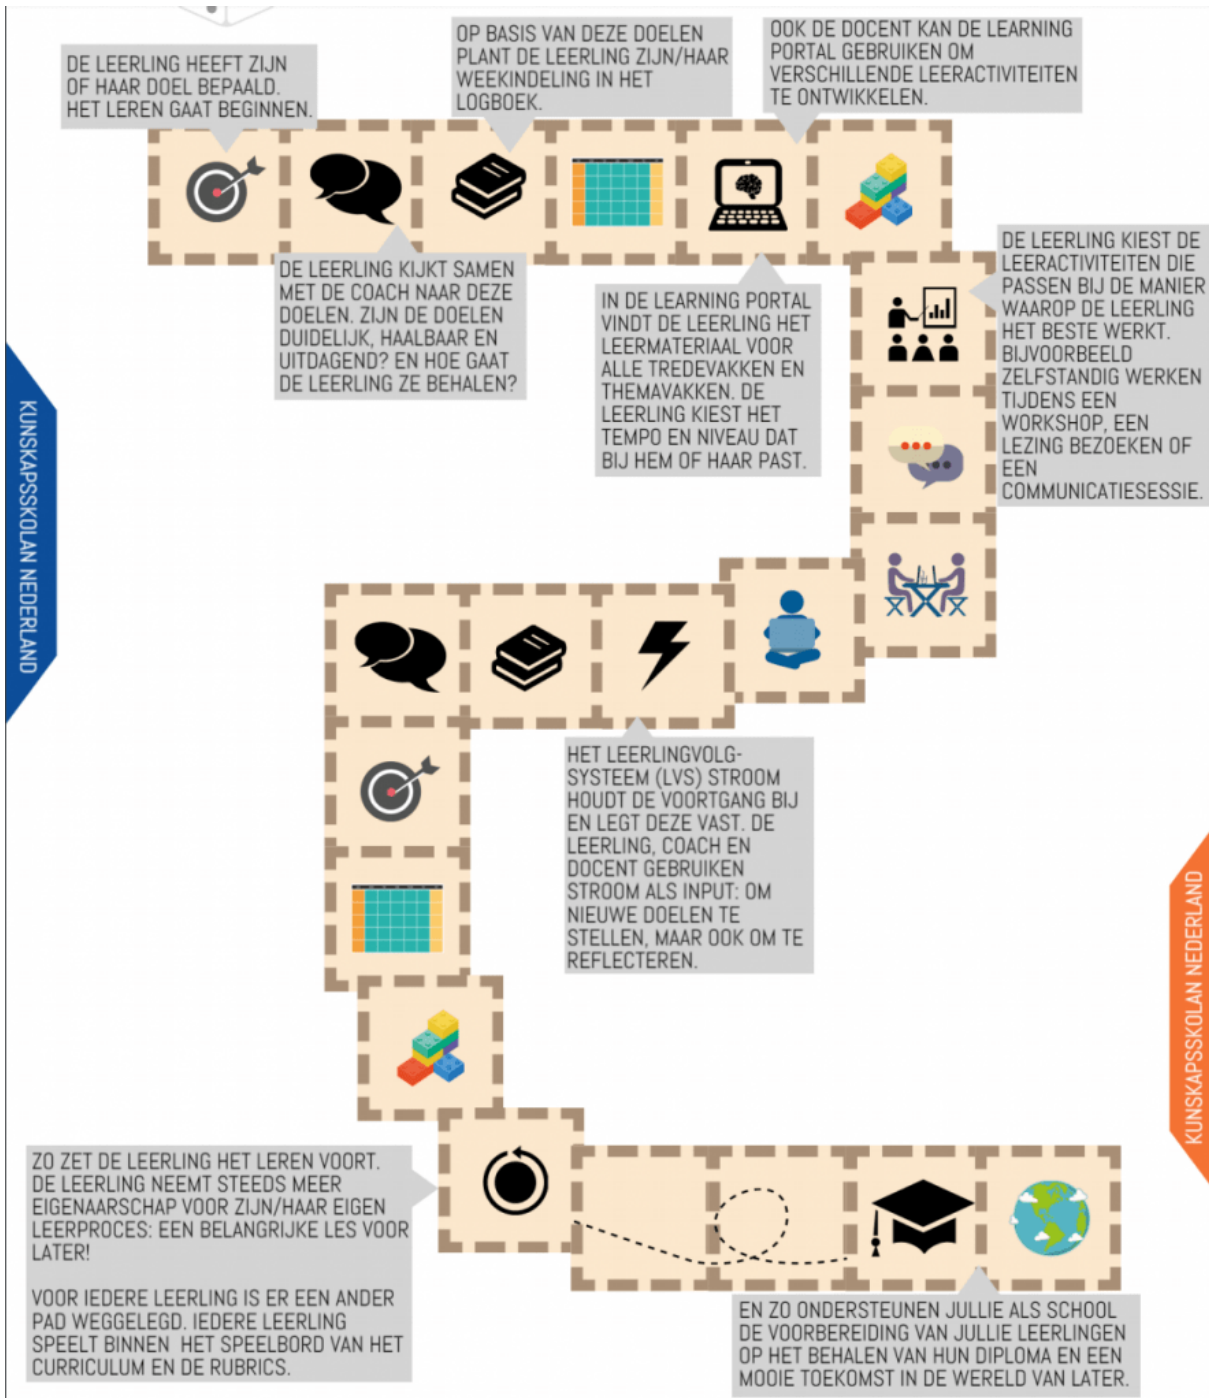 DE LEERLING HEEFT ZIJN
OF HAAR DOEL BEPAALD.
HET LEREN GAAT BEGINNEN.
OP BASIS VAN DEZE DOELEN
PLANT DE LEERLING ZIJN/HAAR
WEEKINDELING IN HET
LOGBOEK.
OOK DE DOCENT KAN DE LEARNING
PORTAL GEBRUIKEN OM
VERSCHILLENDE LEERACTIVITEITEN
TE ONTWIKKELEN.
DE LEERLING KIJKT SAMEN
MET DE COACH NAAR DEZE
DOELEN. ZIJN DE DOELEN
DUIDELIJK, HAALBAAR EN
UITDAGEND? EN HOE GAAT
DE LEERLING ZE BEHALEN?
IN DE LEARNING PORTAL
VINDT DE LEERLING HET
LEERMATERIAAL VOOR
ALLE TREDEVAKKEN EN
THEMAVAKKEN. DE
LEERLING KIEST HET
TEMPO EN NIVEAU DAT
BIJ HEM OF HAAR PAST.
DE LEERLING KIEST DE
LEERACTIVITEITEN DIE
PASSEN BIJ DE MANIER
WAAROP DE LEERLING
HET BESTE WERKT.
BIJVOORBEELD
ZELFSTANDIG WERKEN
TIJDENS EEN
WORKSHOP, EEN
LEZING BEZOEKEN OF
EEN
COMMUNICATIESESSIE.
KUNSKAPSSKOLAN NEDERLAND
HET LEERLINGVOLG-
SYSTEEM (LVS) STROOM
HOUDT DE VOORTGANG BIJ
EN LEGT DEZE VAST. DE
LEERLING, COACH EN
DOCENT GEBRUIKEN
STROOM ALS INPUT: OM
NIEUWE DOELEN TE
STELLEN, MAAR OOK OM TE
REFLECTEREN.
KUNSKAPSSKOLAN NEDERLAND
ZO ZET DE LEERLING HET LEREN VOORT.
DE LEERLING NEEMT STEEDS MEER
EIGENAARSCHAP VOOR ZIJN/HAAR EIGEN
LEERPROCES: EEN BELANGRIJKE LES VOOR
LATER!
VOOR IEDERE LEERLING IS ER EEN ANDER
PAD WEGGELEGD. IEDERE LEERLING
SPEELT BINNEN HET SPEELBORD VAN HET
CURRICULUM EN DE RUBRICS.
EN ZO ONDERSTEUNEN JULLIE ALS SCHOOL
DE VOORBEREIDING VAN JULLIE LEERLINGEN
OP HET BEHALEN VAN HUN DIPLOMA EN EEN
MOOIE TOEKOMST IN DE WERELD VAN LATER.